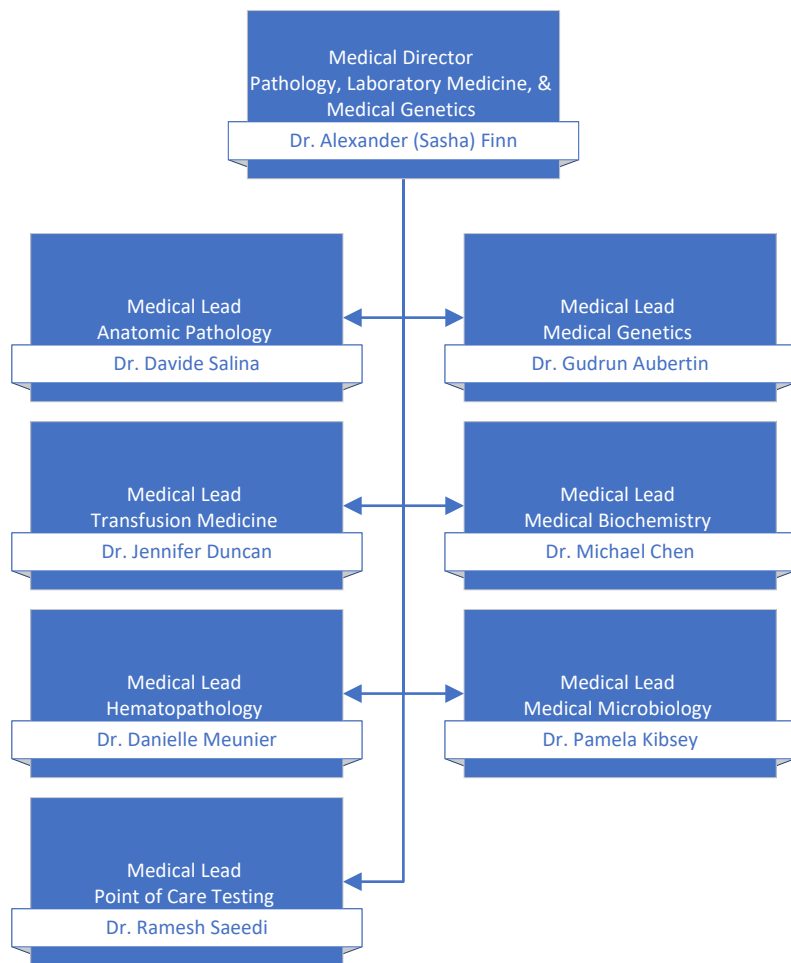 Medical Director
Pathology, Laboratory Medicine, &
Medical Genetics
Dr. Alexander (Sasha) Finn
Medical Lead
Anatomic Pathology
Dr. Davide Salina
Medical Lead
Medical Genetics
Dr. Gudrun Aubertin
Medical Lead
Transfusion Medicine
Dr. Jennifer Duncan
Medical Lead
Medical Biochemistry
Dr. Michael Chen
Medical Lead
Hematopathology
Dr. Danielle Meunier
Medical Lead
Medical Microbiology
Dr. Pamela Kibsey
Medical Lead
Point of Care Testing
Dr. Ramesh Saeedi